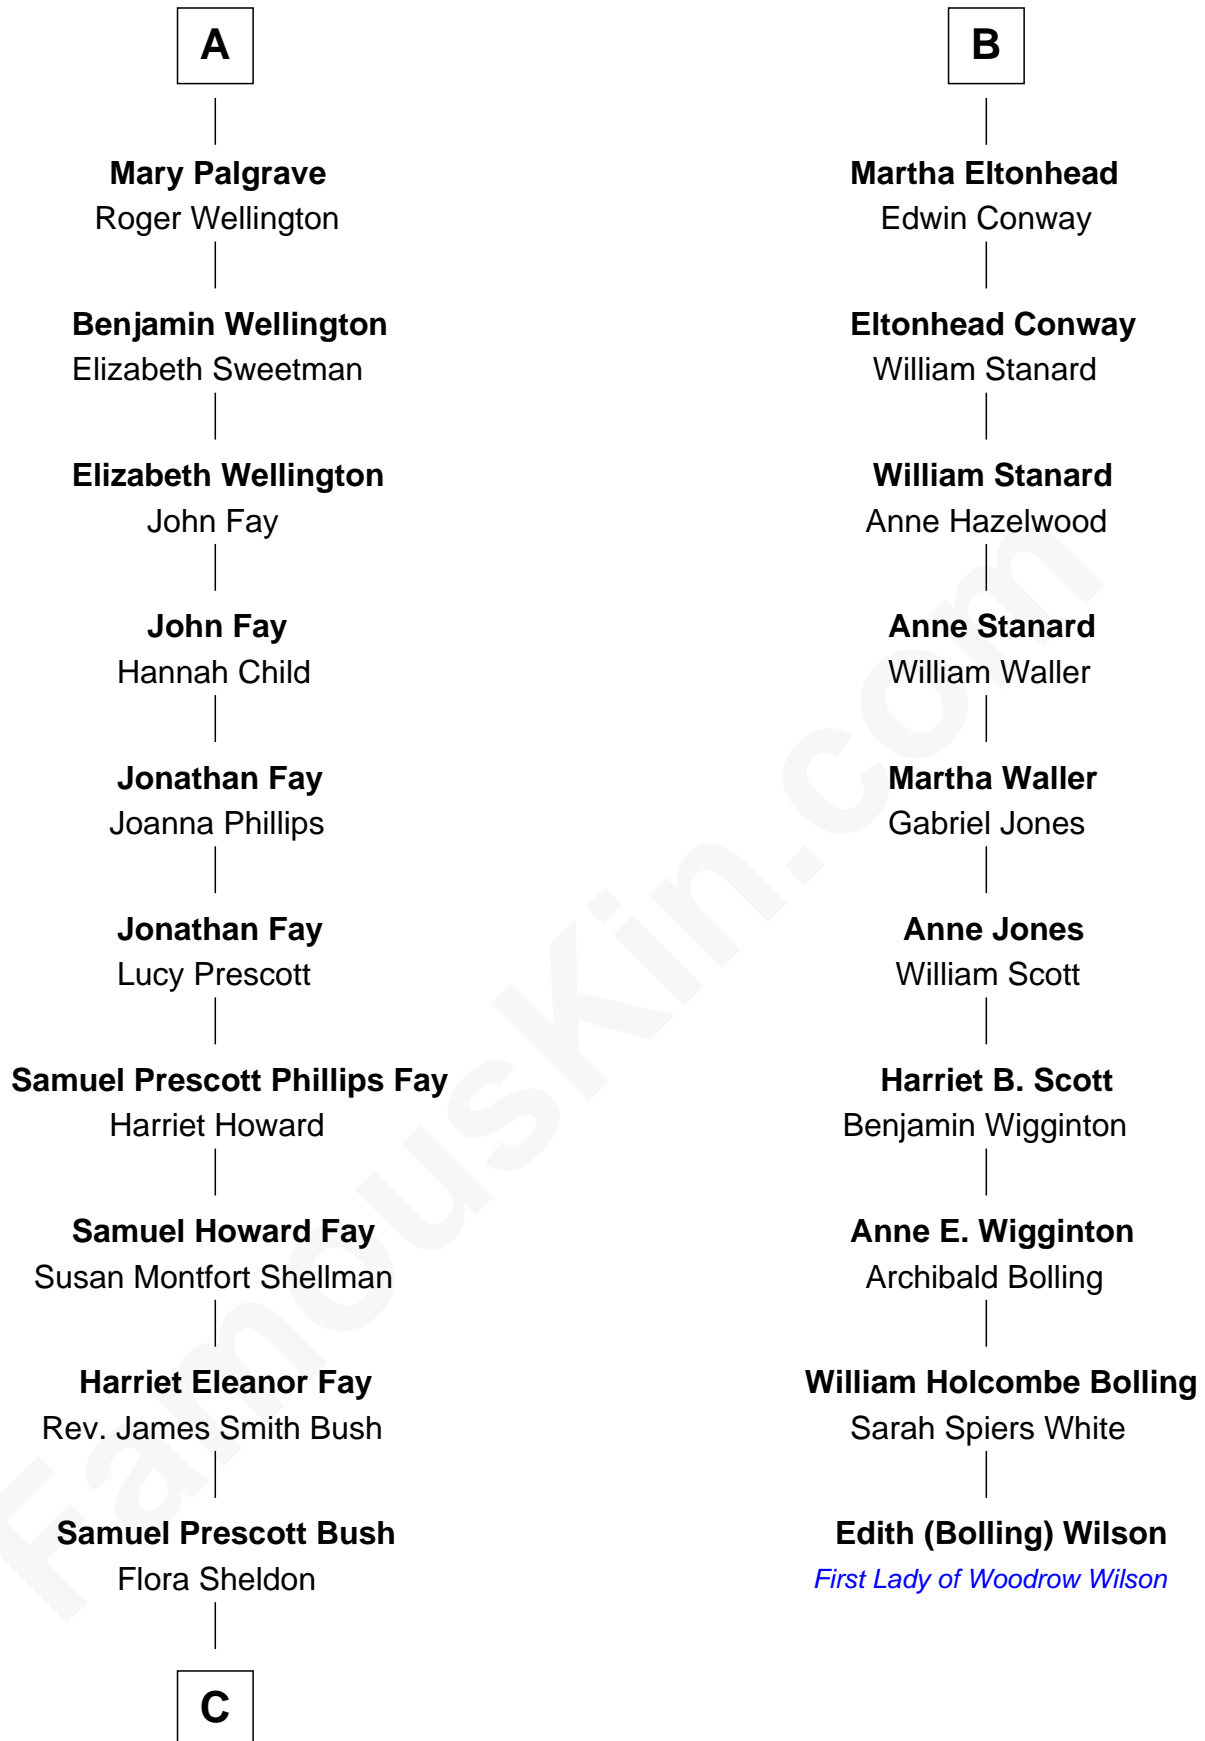 A
Mary Palgrave
Roger Wellington
Benjamin Wellington
Elizabeth Sweetman
Elizabeth Wellington
John Fay
John Fay
Hannah Child
Jonathan Fay
Joanna Phillips
Jonathan Fay
Lucy Prescott
Samuel Prescott Phillips Fay
Harriet Howard
Samuel Howard Fay
Susan Montfort Shellman
Harriet Eleanor Fay
Rev. James Smith Bush
Samuel Prescott Bush
Flora Sheldon
C
B
Martha Eltonhead
Edwin Conway
Eltonhead Conway
William Stanard
William Stanard
Anne Hazelwood
Anne Stanard
William Waller
Martha Waller
Gabriel Jones
Anne Jones
William Scott
Harriet B. Scott
Benjamin Wigginton
Anne E. Wigginton
Archibald Bolling
William Holcombe Bolling
Sarah Spiers White
Edith (Bolling) Wilson
First Lady of Woodrow Wilson
FamousKin.com